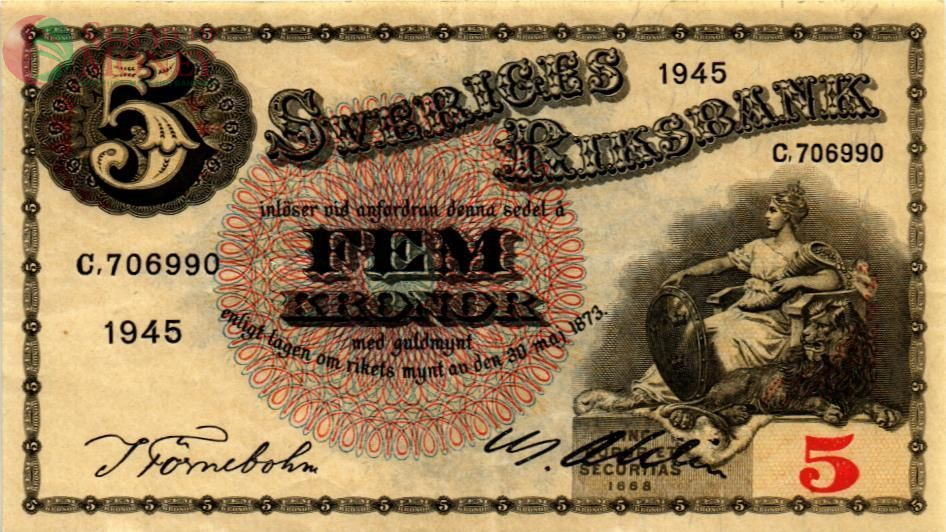 5
SVERIGES
1945
RIKSBANK
C, 706990
inlöser vid anfordran denna sedel å
FEM
KRONOR
C, 706990
1945
med guldmynt
enligt lagen om rikets mynt av den 30 maj 1873.
I Törnebohm
SECURITAS
1668
5